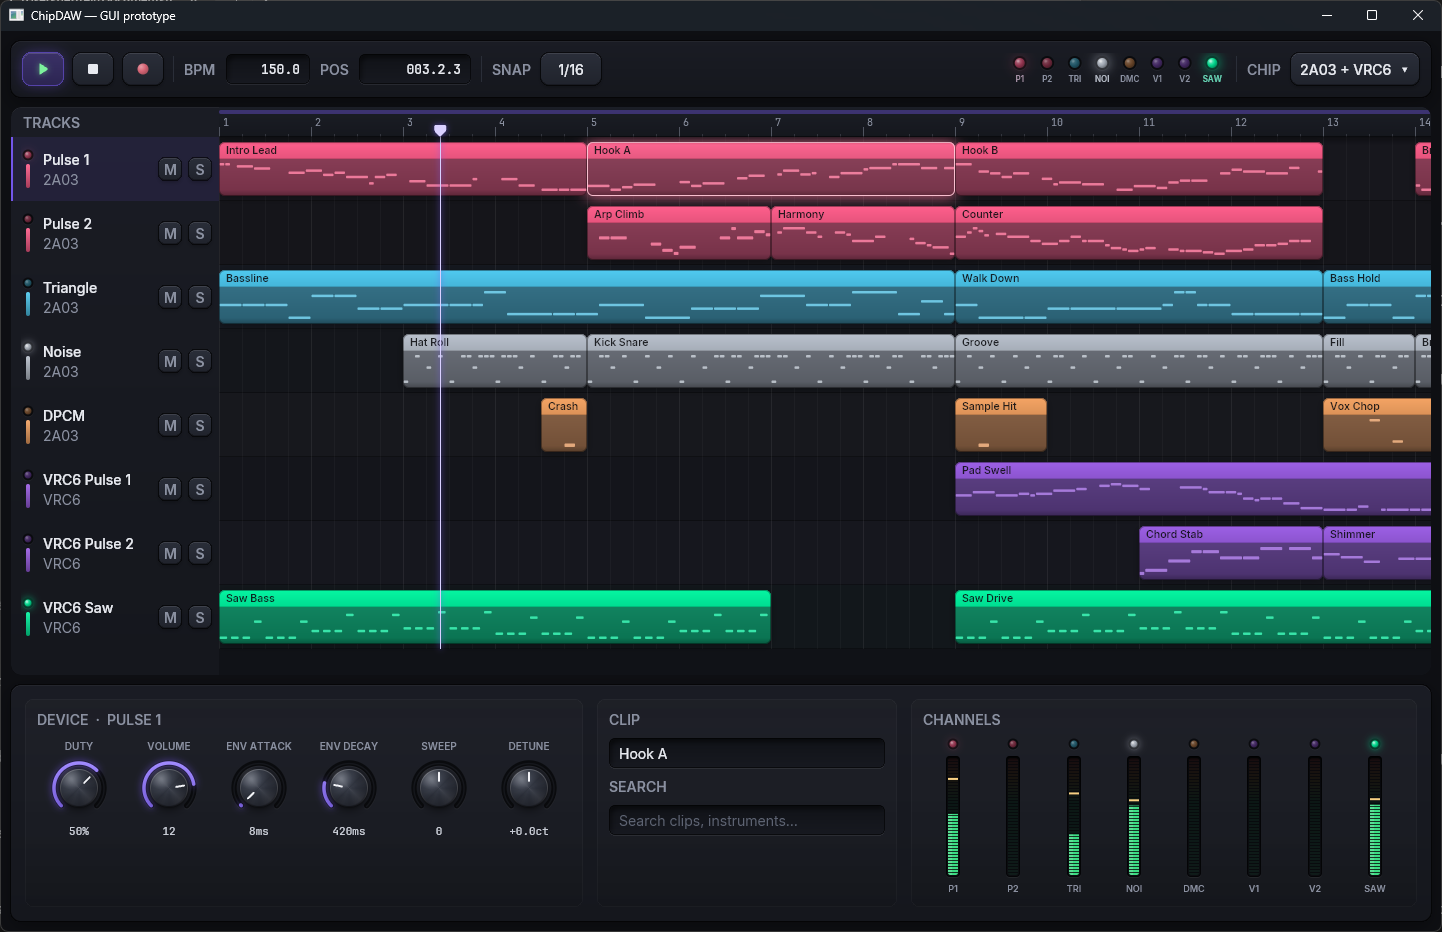 ChipDAW — GUI prototype
BPM 150.0 POS 003.2.3 SNAP 1/16 P1 P2 TRI NOI DMC V1 V2 SAW CHIP 2A03 + VRC6
TRACKS 1 2 3 4 5 6 7 8 9 10 11 12 13 14
Pulse 1
2A03
M S
Intro Lead Hook A Hook B
Pulse 2
2A03
M S
Arp Climb Harmony Counter
Triangle
2A03
M S
Bassline Walk Down Bass Hold
Noise
2A03
M S
Hat Roll Kick Snare Groove Fill
DPCM
2A03
M S
Crash Sample Hit Vox Chop
VRC6 Pulse 1
VRC6
M S
Pad Swell
VRC6 Pulse 2
VRC6
M S
Chord Stab Shimmer
VRC6 Saw
VRC6
M S
Saw Bass Saw Drive
DEVICE · PULSE 1
DUTY VOLUME ENV ATTACK ENV DECAY SWEEP DETUNE
50% 12 8ms 420ms 0 +0.0ct
CLIP
Hook A
SEARCH
Search clips, instruments...
CHANNELS
P1 P2 TRI NOI DMC V1 V2 SAW